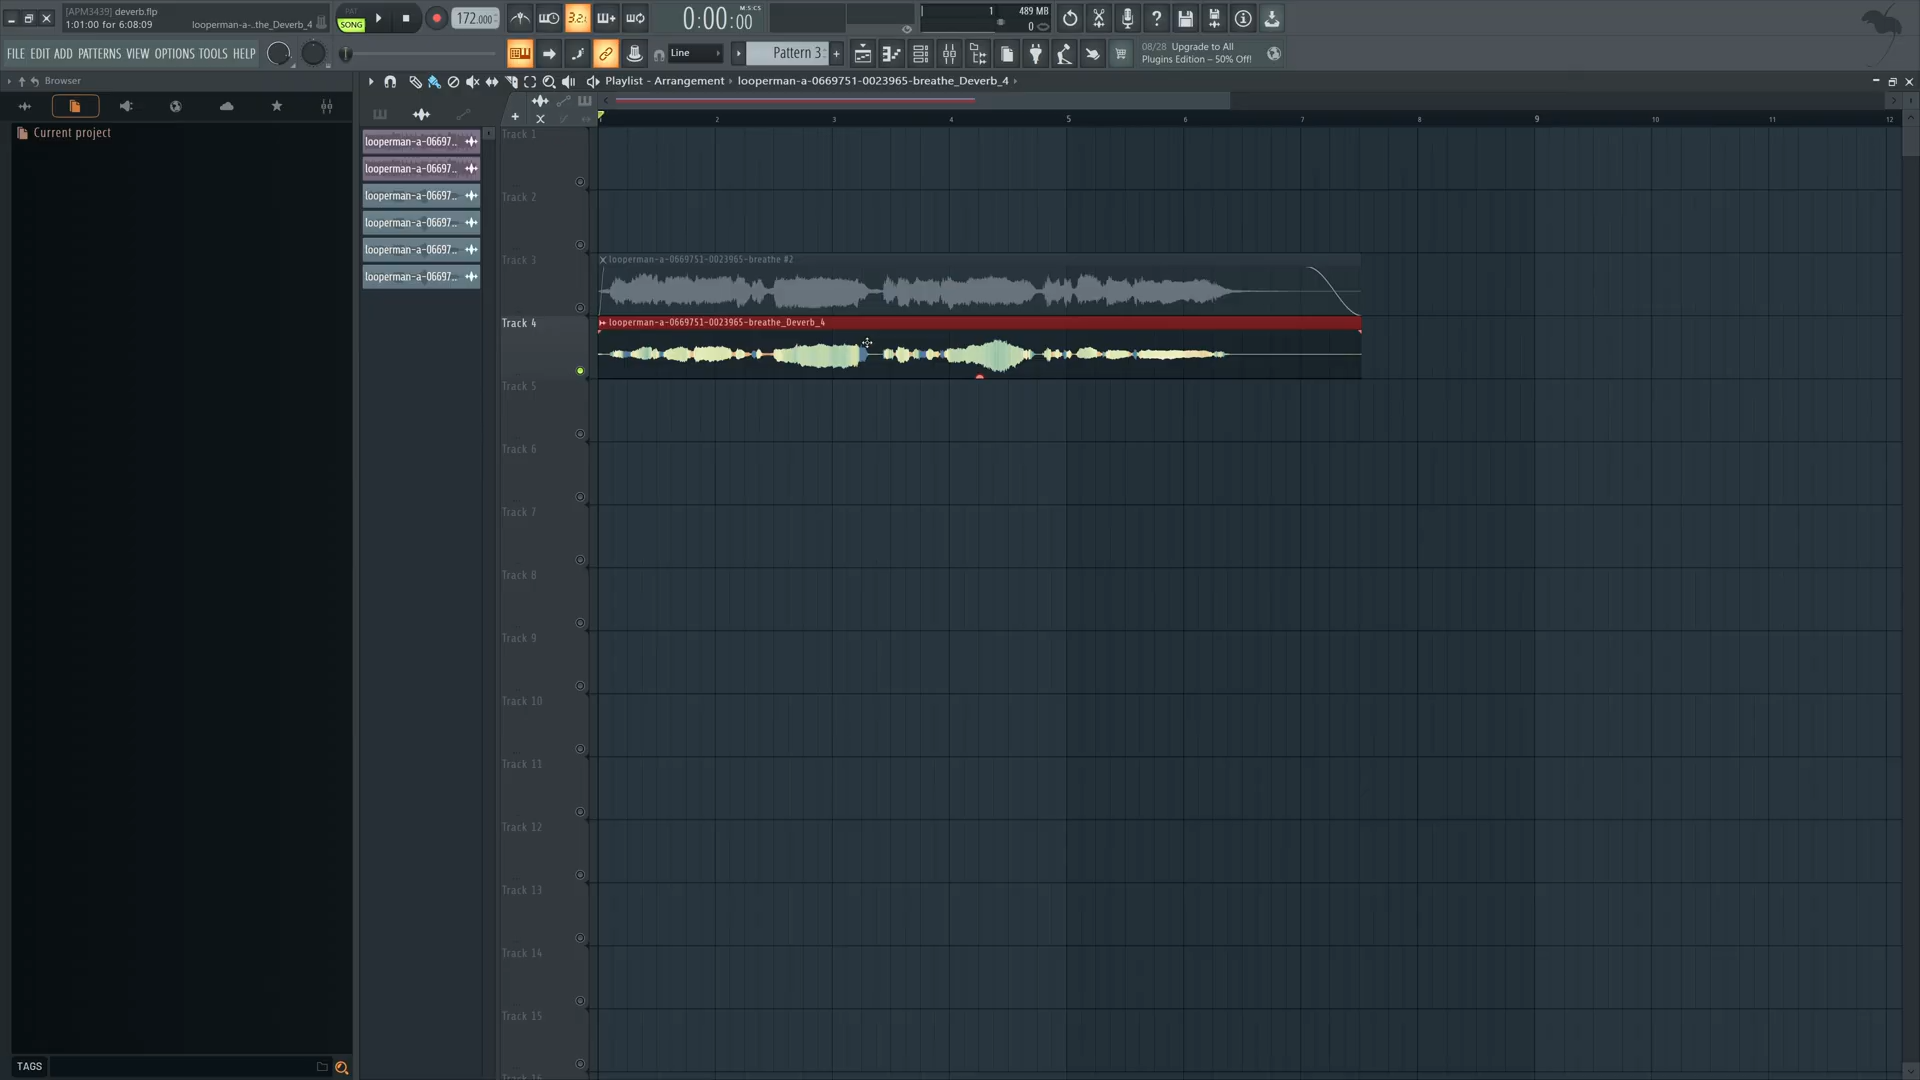 [APM3439] deverb.flp
1:01:00 for 6:08:09
looperman-a-..the_Deverb_4
PAT
SONG
172.000
3.2.
0:00:00
M:S:CS
1
489 MB
0
FILE EDIT ADD PATTERNS VIEW OPTIONS TOOLS HELP
Line
Pattern 3
08/28 Upgrade to All
Plugins Edition – 50% Off!
Browser
Playlist - Arrangement › looperman-a-0669751-0023965-breathe_Deverb_4 ›
Current project
looperman-a-06697..
looperman-a-06697..
looperman-a-06697..
looperman-a-06697..
looperman-a-06697..
looperman-a-06697..
2 3 4 5 6 7 8 9 10 11 12
Track 1
Track 2
Track 3
looperman-a-0669751-0023965-breathe #2
Track 4
looperman-a-0669751-0023965-breathe_Deverb_4
Track 5
Track 6
Track 7
Track 8
Track 9
Track 10
Track 11
Track 12
Track 13
Track 14
Track 15
Track 16
TAGS